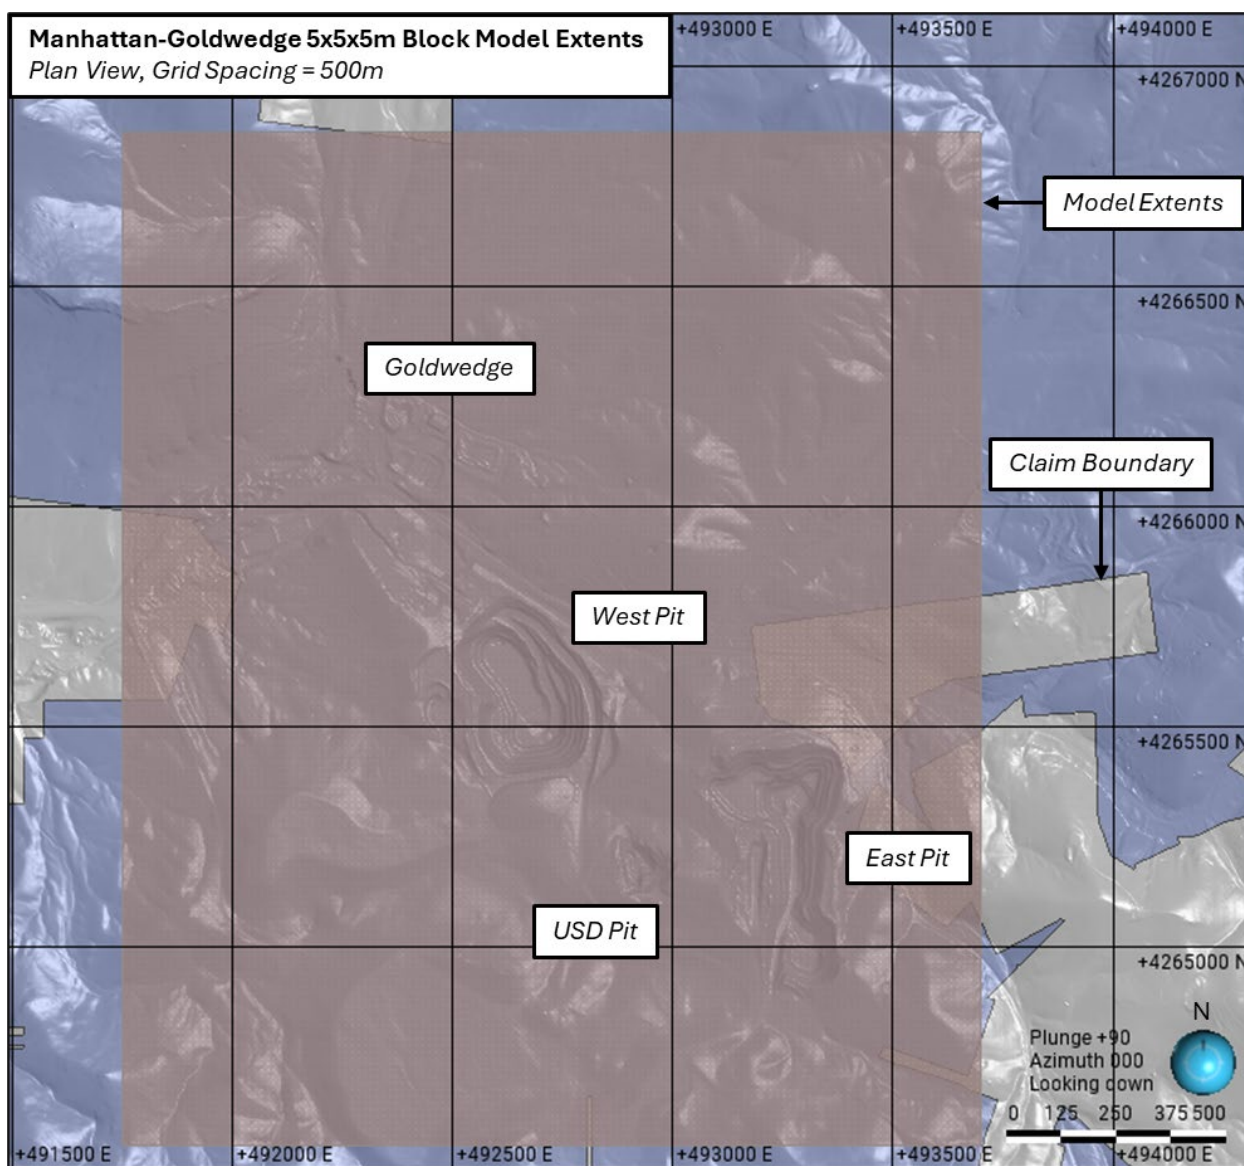 Manhattan-Goldwedge 5x5x5m Block Model Extents
Plan View, Grid Spacing = 500m
+493000 E
+493500 E
+494000 E
+4267000 N
Model Extents
+4266500 N
Goldwedge
Claim Boundary
+4266000 N
West Pit
+4265500 N
East Pit
USD Pit
+4265000 N
N
Plunge +90
Azimuth 000
Looking down
0 125 250 375 500
+491500 E
+492000 E
+492500 E
+493000 E
+493500 E
+494000 E